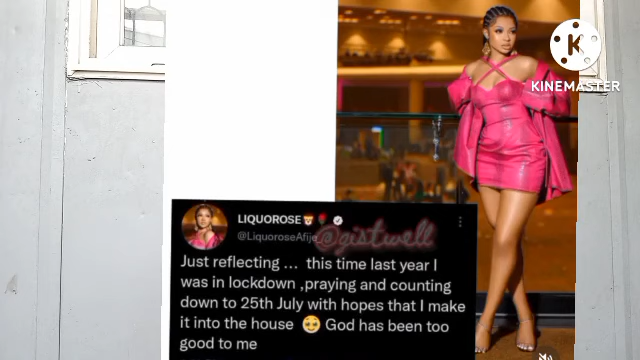 K
KINEMASTER
LIQUOROSE
@LiquoroseAfije
@gistwell
Just reflecting ... this time last year I
was in lockdown ,praying and counting
down to 25th July with hopes that I make
it into the house 🥹 God has been too
good to me